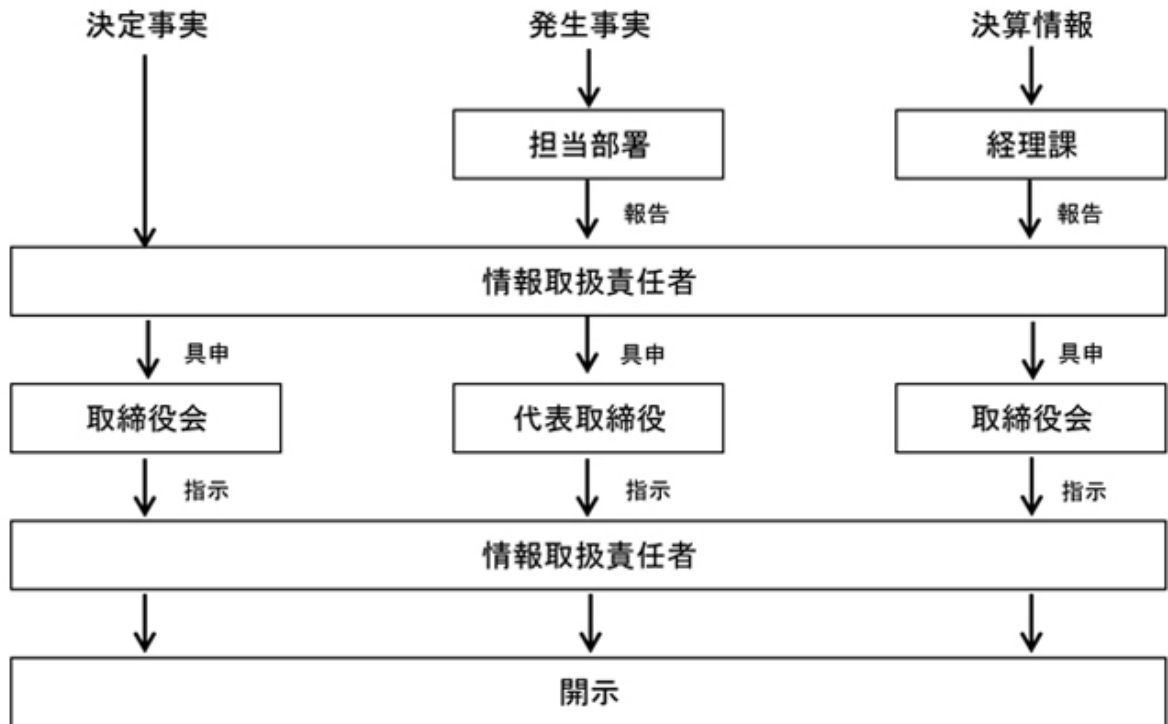 決定事実
発生事実
決算情報
担当部署
経理課
報告
報告
情報取扱責任者
具申
具申
具申
取締役会
代表取締役
取締役会
指示
指示
指示
情報取扱責任者
開示